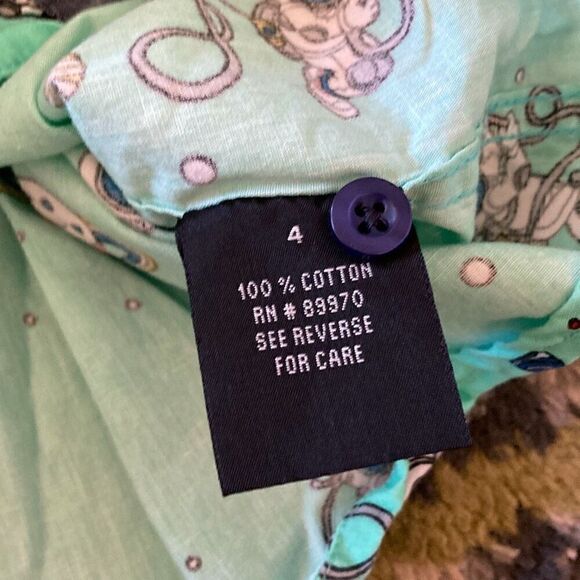 4
100 % COTTON
RN # 89970
SEE REVERSE
FOR CARE